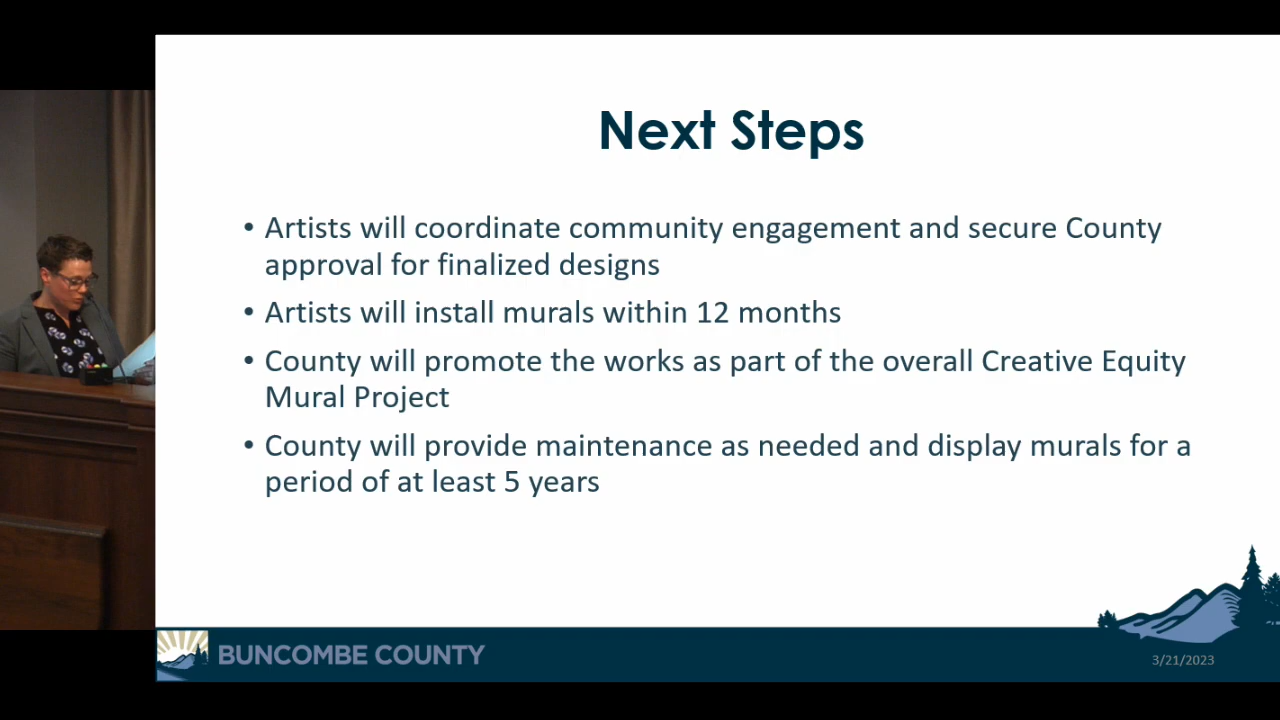 Next Steps
• Artists will coordinate community engagement and secure County
approval for finalized designs
• Artists will install murals within 12 months
• County will promote the works as part of the overall Creative Equity
Mural Project
• County will provide maintenance as needed and display murals for a
period of at least 5 years
BUNCOMBE COUNTY
3/21/2023